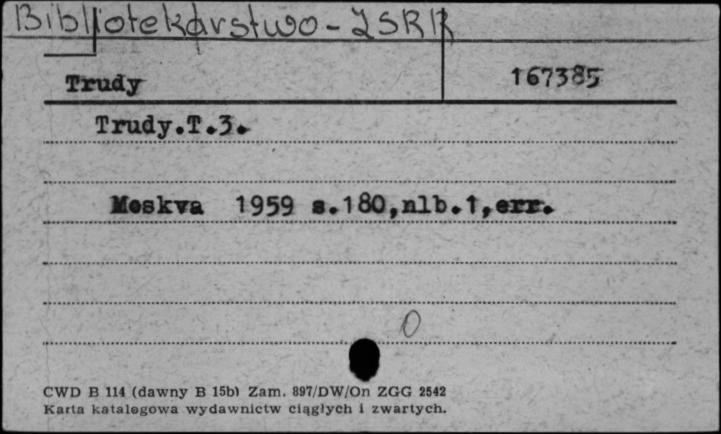 Bibljotekarstwo-ZSRR
Trudy 167385
Trudy.T.3.
Moskva 1959 s.180,nlb.1,err.
0
CWD B 114 (dawny B 15b) Zam. 897/DW/On ZGG 2542
Karta katalogowa wydawnictw ciągłych i zwartych.